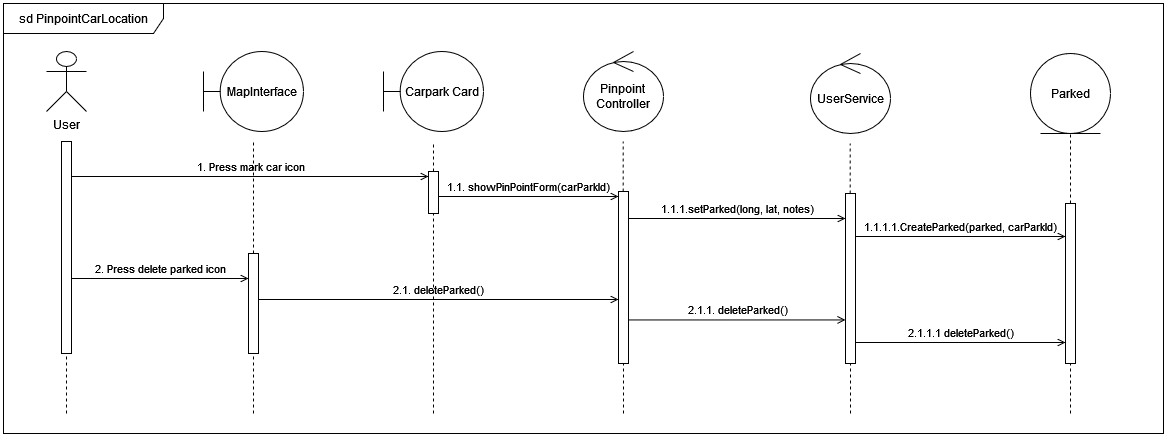 sd PinpointCarLocation
User
MapInterface
Carpark Card
Pinpoint
Controller
UserService
Parked
1. Press mark car icon
1.1. showPinPointForm(carParkId)
1.1.1.setParked(long, lat, notes)
1.1.1.1.CreateParked(parked, carParkId)
2. Press delete parked icon
2.1. deleteParked()
2.1.1. deleteParked()
2.1.1.1 deleteParked()